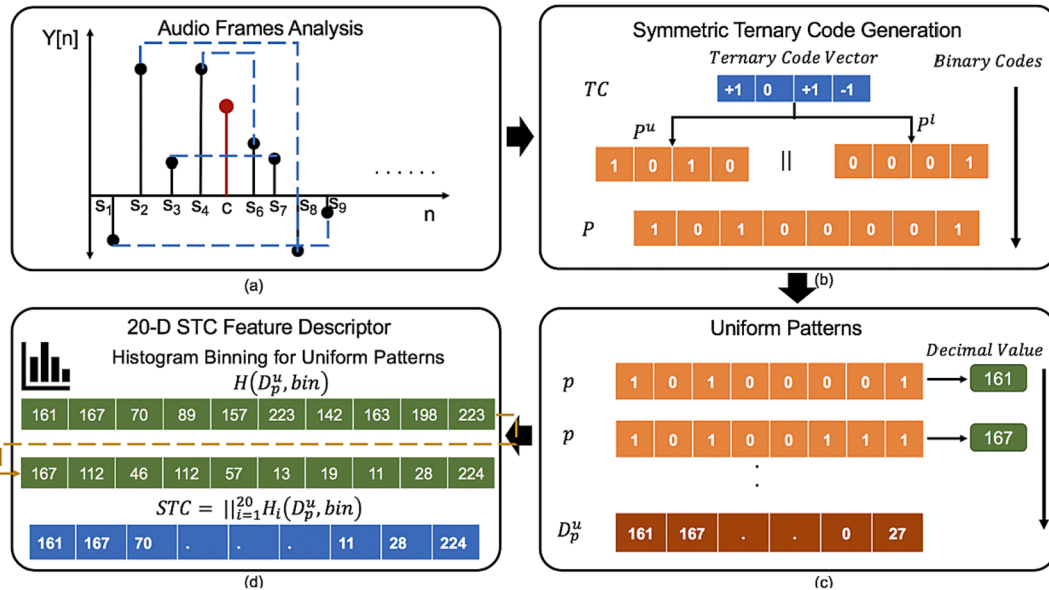 Audio Frames Analysis
Y[n]
s1 s2 s3 s4 c s6 s7 s8 s9
......
n
(a)
Symmetric Ternary Code Generation
Ternary Code Vector
Binary Codes
TC +1 0 +1 -1
P^u P^l
1 0 1 0 || 0 0 0 1
P 1 0 1 0 0 0 0 1
(b)
Uniform Patterns
Decimal Value
p 1 0 1 0 0 0 0 1 161
p 1 0 1 0 0 1 1 1 167
.
.
D_p^u 161 167 . . 0 27
(c)
20-D STC Feature Descriptor
Histogram Binning for Uniform Patterns
H(D_p^u, bin)
161 167 70 89 157 223 142 163 198 223
167 112 46 112 57 13 19 11 28 224
STC = ||_{i=1}^{20} H_i(D_p^u, bin)
161 167 70 . . . 11 28 224
(d)